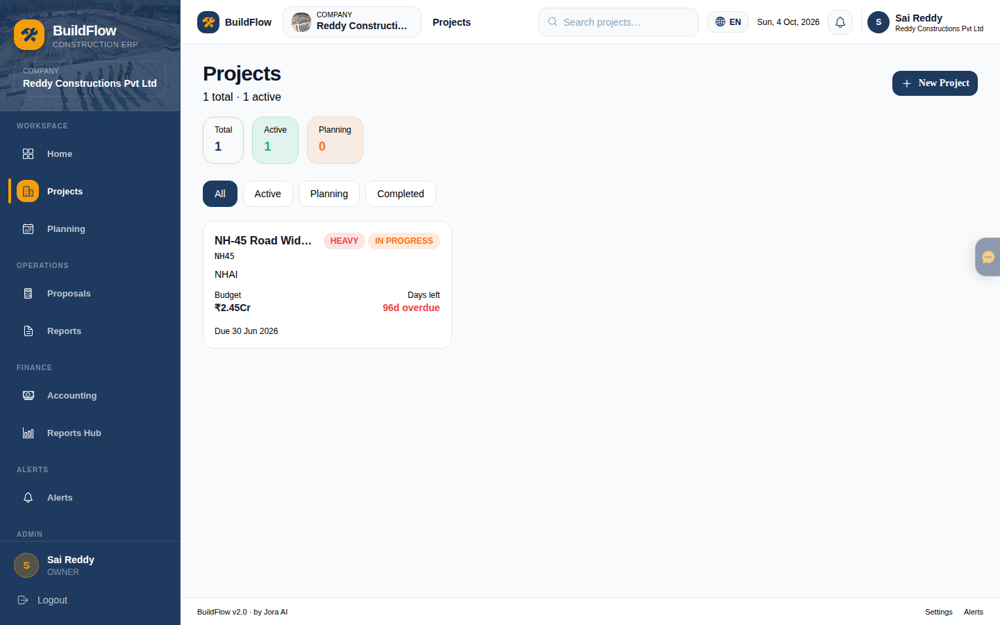 BuildFlow
CONSTRUCTION ERP
COMPANY
Reddy Constructions Pvt Ltd
WORKSPACE
Home
Projects
Planning
OPERATIONS
Proposals
Reports
FINANCE
Accounting
Reports Hub
ALERTS
Alerts
ADMIN
S
Sai Reddy
OWNER
Logout
BuildFlow
COMPANY
Reddy Constructi…
Projects
Search projects…
EN
Sun, 4 Oct, 2026
S
Sai Reddy
Reddy Constructions Pvt Ltd
Projects
1 total · 1 active
New Project
Total
1
Active
1
Planning
0
All
Active
Planning
Completed
NH-45 Road Wid…
HEAVY
IN PROGRESS
NH45
NHAI
Budget
Days left
₹2.45Cr
96d overdue
Due 30 Jun 2026
BuildFlow v2.0 · by Jora AI
Settings
Alerts